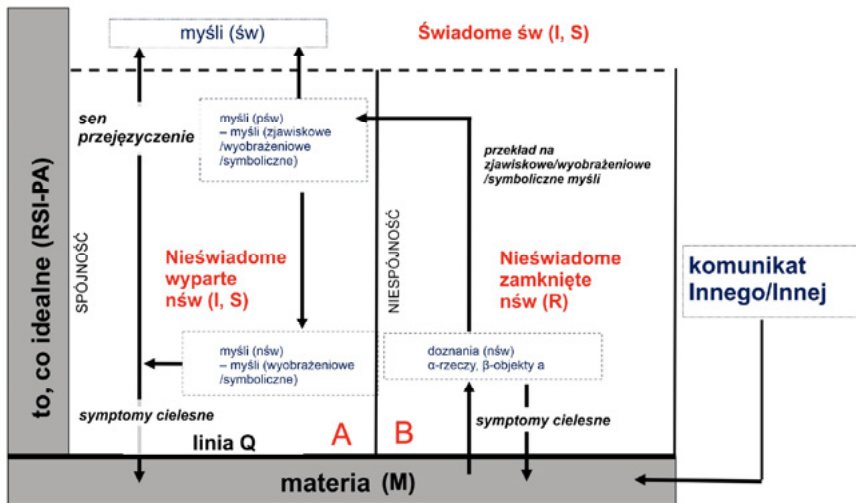 myśli (św)
Świadome św (I, S)
sen
przejęzyczenie
myśli (pśw)
– myśli (zjawiskowe
/wyobrażeniowe
/symboliczne)
przekład na
zjawiskowe/wyobrażeniowe
/symboliczne myśli
to, co idealne (RSI-PA)
SPÓJNOŚĆ
Nieświadome
wyparte
nśw (I, S)
NIESPÓJNOŚĆ
Nieświadome
zamknięte
nśw (R)
komunikat
Innego/Innej
myśli (nśw)
– myśli (wyobrażeniowe
/symboliczne)
doznania (nśw)
α-rzeczy, β-objekty a
symptomy cielesne
symptomy cielesne
linia Q
A
B
materia (M)